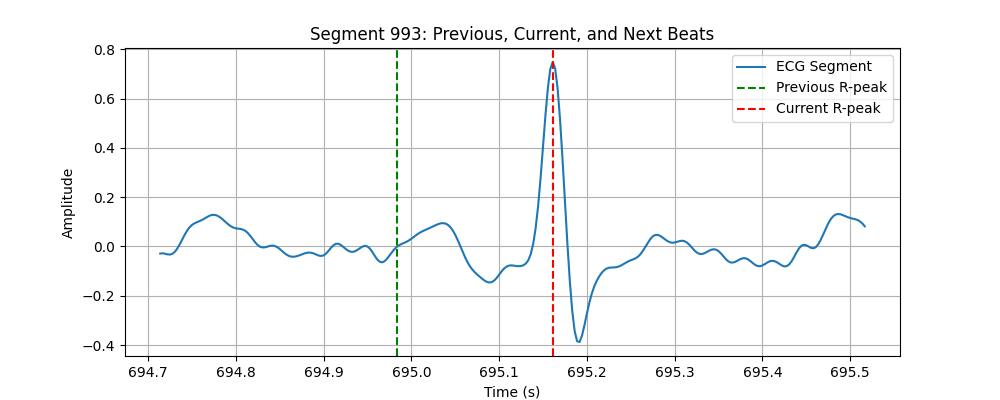 Segment 993: Previous, Current, and Next Beats
ECG Segment
Previous R-peak
Current R-peak
Amplitude
0.8
0.6
0.4
0.2
0.0
−0.2
−0.4
694.7 694.8 694.9 695.0 695.1 695.2 695.3 695.4 695.5
Time (s)